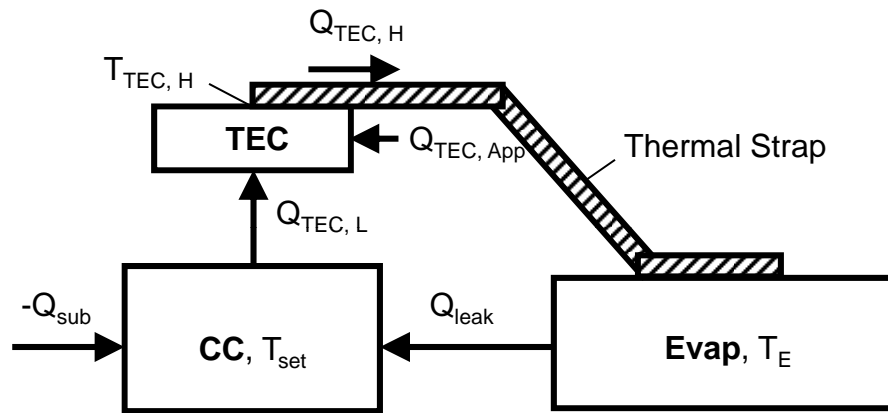 Q_TEC, H
T_TEC, H
TEC
Q_TEC, App
Thermal Strap
Q_TEC, L
-Q_sub
Q_leak
CC, T_set
Evap, T_E